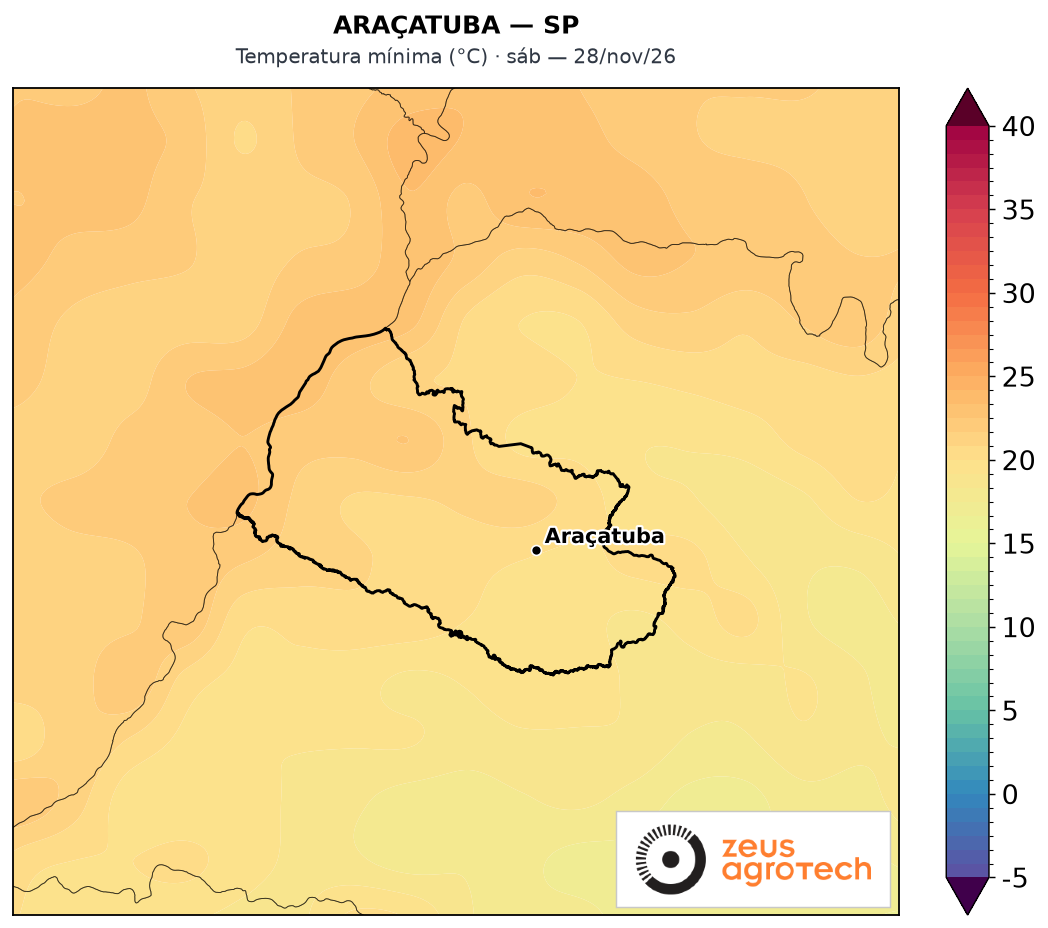 ARAÇATUBA — SP
Temperatura mínima (°C) · sáb — 28/nov/26
40
35
30
25
20
15
10
5
0
-5
Araçatuba
zeus
agrotech